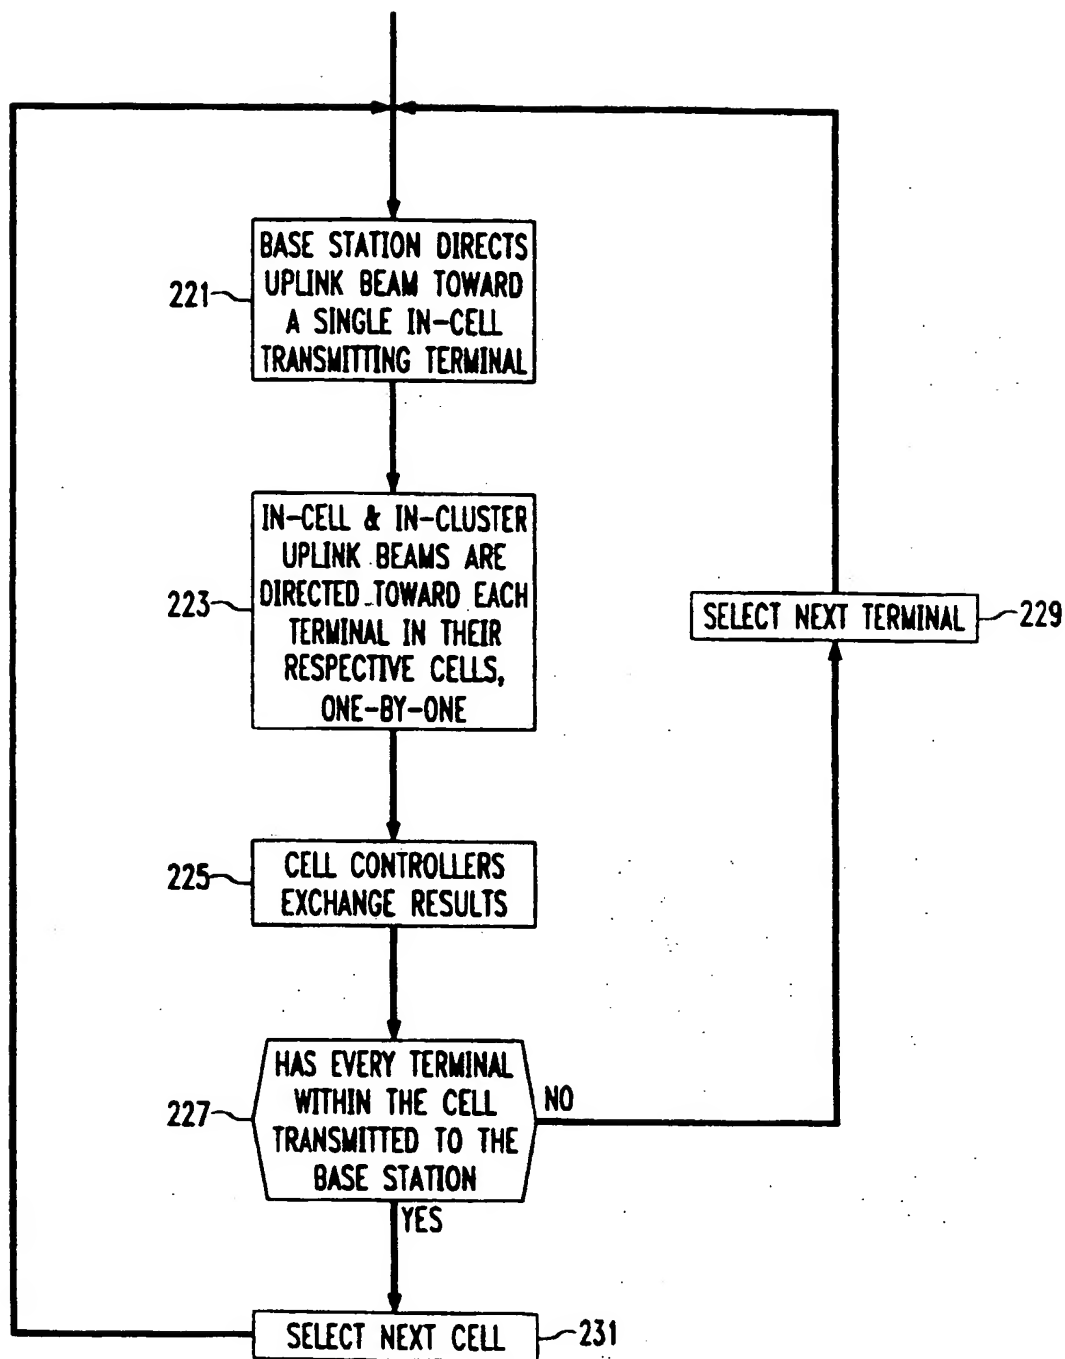 BASE STATION DIRECTS
UPLINK BEAM TOWARD
A SINGLE IN-CELL
TRANSMITTING TERMINAL
221
IN-CELL & IN-CLUSTER
UPLINK BEAMS ARE
DIRECTED TOWARD EACH
TERMINAL IN THEIR
RESPECTIVE CELLS,
ONE-BY-ONE
223
SELECT NEXT TERMINAL
229
CELL CONTROLLERS
EXCHANGE RESULTS
225
HAS EVERY TERMINAL
WITHIN THE CELL
TRANSMITTED TO THE
BASE STATION
227
NO
YES
SELECT NEXT CELL
231